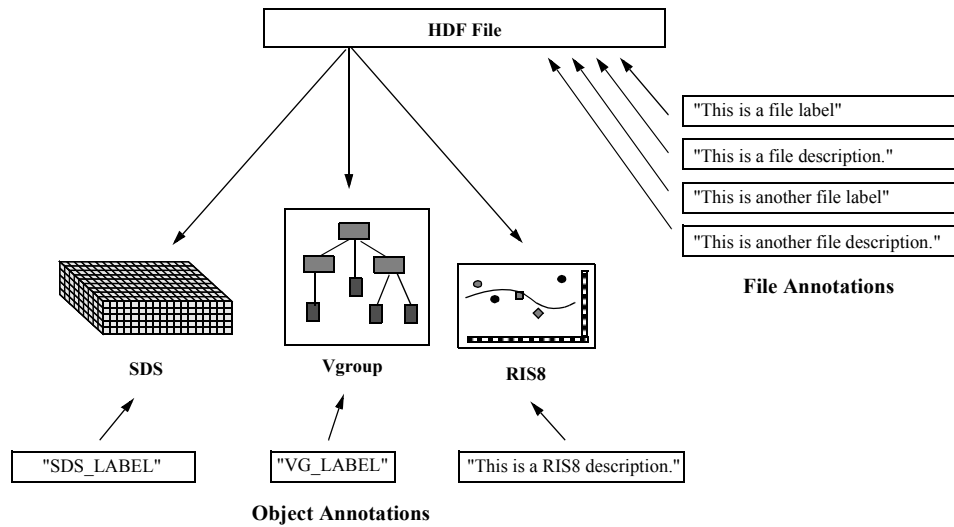 HDF File
"This is a file label"
"This is a file description."
"This is another file label"
"This is another file description."
File Annotations
SDS
Vgroup
RIS8
"SDS_LABEL"
"VG_LABEL"
"This is a RIS8 description."
Object Annotations